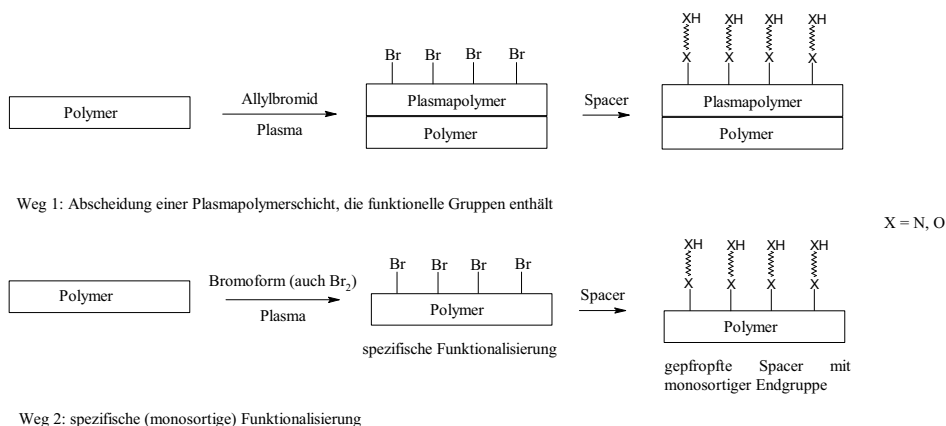 XH XH XH XH
X X X X
Br Br Br Br
Allylbromid
Spacer
Polymer
Plasmapolymer
Plasmapolymer
Plasma
Polymer
Polymer
Weg 1: Abscheidung einer Plasmapolymerschicht, die funktionelle Gruppen enthält
X = N, O
XH XH XH XH
X X X X
Br Br Br Br
Bromoform (auch Br₂)
Spacer
Polymer
Plasma
Polymer
Polymer
spezifische Funktionalisierung
gepfropfte Spacer mit
monosortiger Endgruppe
Weg 2: spezifische (monosortige) Funktionalisierung